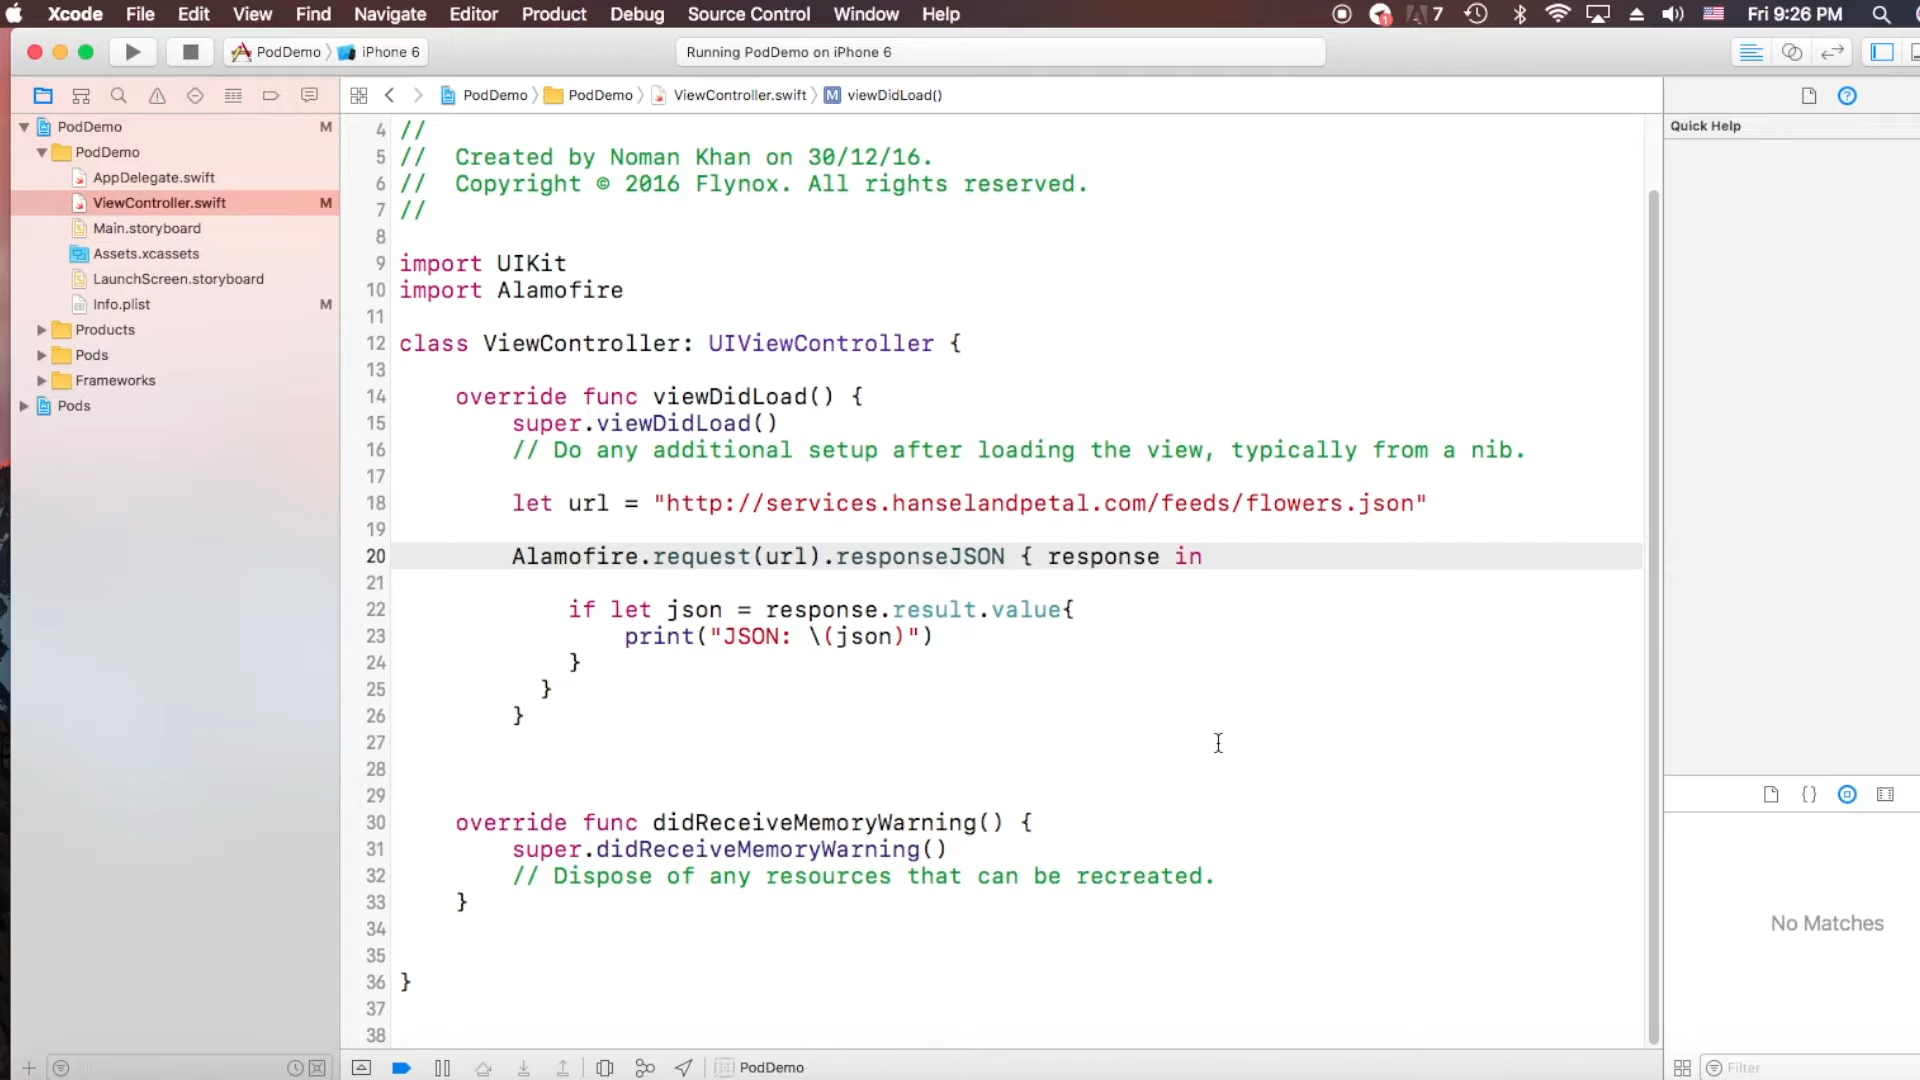 Xcode File Edit View Find Navigate Editor Product Debug Source Control Window Help 1 7 Fri 9:26 PM
PodDemo iPhone 6 Running PodDemo on iPhone 6
PodDemo PodDemo ViewController.swift M viewDidLoad()
Quick Help
PodDemo M
PodDemo
AppDelegate.swift
ViewController.swift M
Main.storyboard
Assets.xcassets
LaunchScreen.storyboard
Info.plist M
Products
Pods
Frameworks
Pods
4 //
5 // Created by Noman Khan on 30/12/16.
6 // Copyright © 2016 Flynox. All rights reserved.
7 //
8
9 import UIKit
10 import Alamofire
11
12 class ViewController: UIViewController {
13
14 override func viewDidLoad() {
15 super.viewDidLoad()
16 // Do any additional setup after loading the view, typically from a nib.
17
18 let url = "http://services.hanselandpetal.com/feeds/flowers.json"
19
20 Alamofire.request(url).responseJSON { response in
21
22 if let json = response.result.value{
23 print("JSON: \(json)")
24 }
25 }
26 }
27
28
29
30 override func didReceiveMemoryWarning() {
31 super.didReceiveMemoryWarning()
32 // Dispose of any resources that can be recreated.
33 }
34
35
36 }
37
38
{}
No Matches
PodDemo
Filter